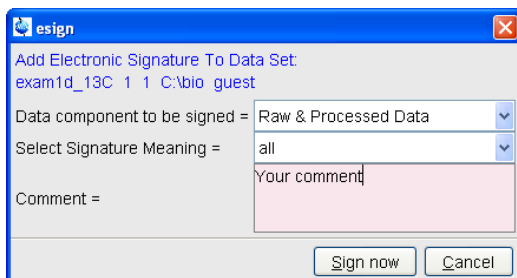 esign
Add Electronic Signature To Data Set:
exam1d_13C 1 1 C:\bio guest
Data component to be signed = Raw & Processed Data
Select Signature Meaning = all
Comment = Your comment
Sign now Cancel